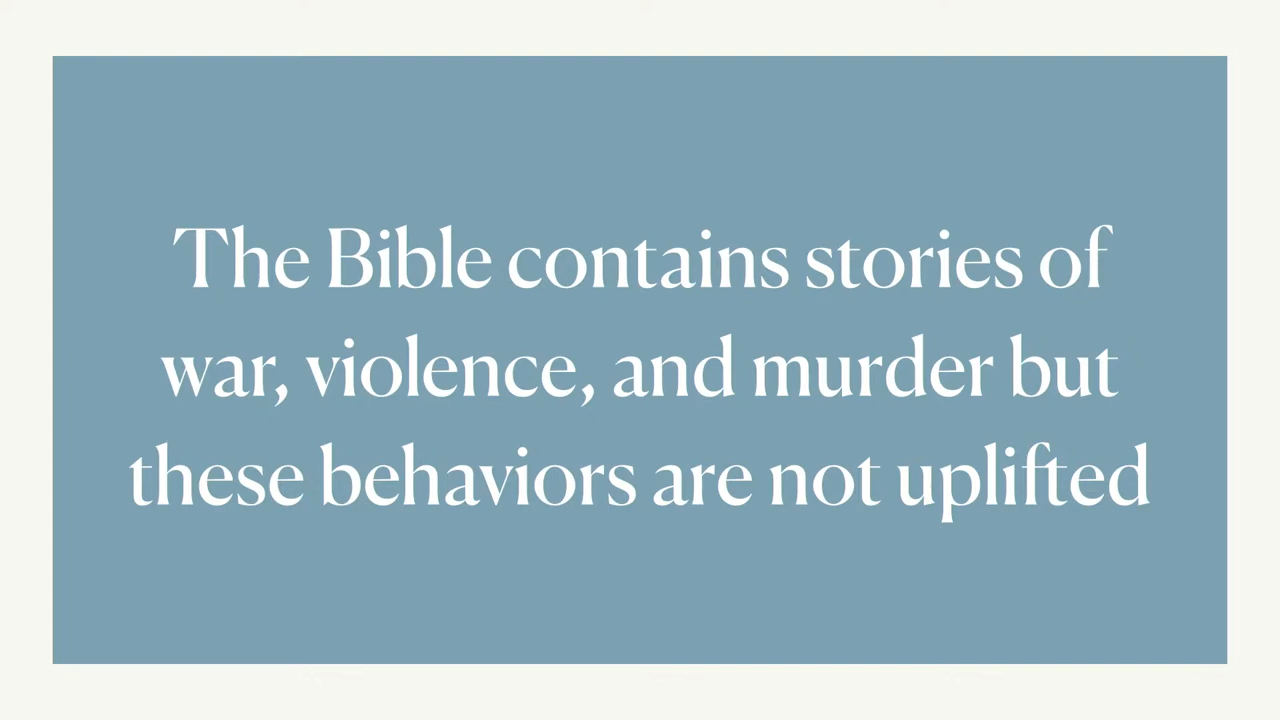 The Bible contains stories of
war, violence, and murder but
these behaviors are not uplifted